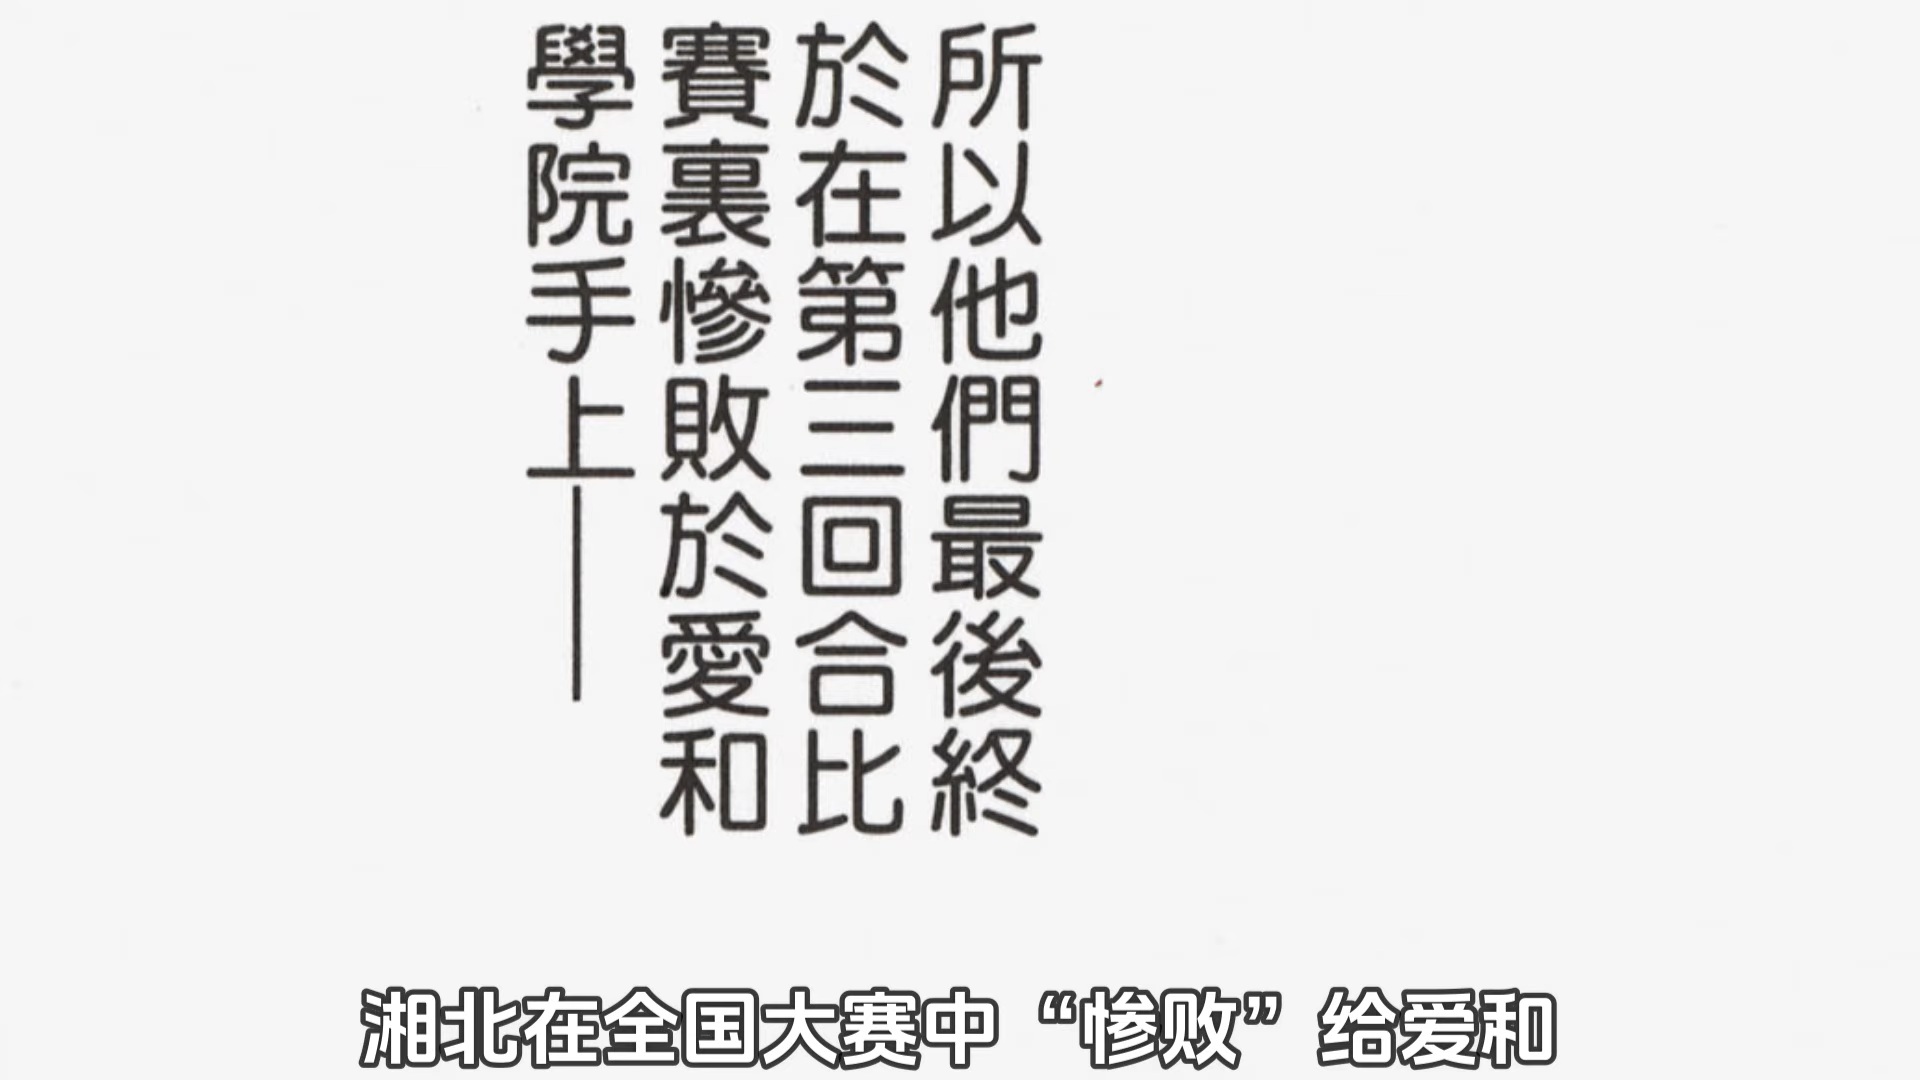 所以他們最後終
於在第三回合比
賽裏慘敗於愛和
學院手上——
湘北在全国大赛中“惨败”给爱和